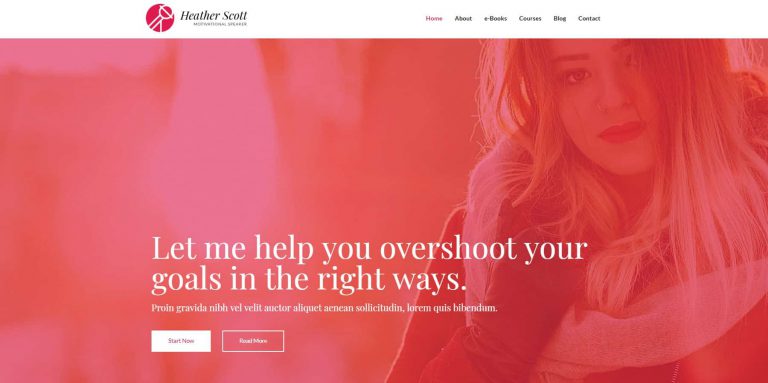 Heather Scott
MOTIVATIONAL SPEAKER
Home About e-Books Courses Blog Contact
Let me help you overshoot your
goals in the right ways.
Proin gravida nibh vel velit auctor aliquet aenean sollicitudin, lorem quis bibendum.
Start Now Read More